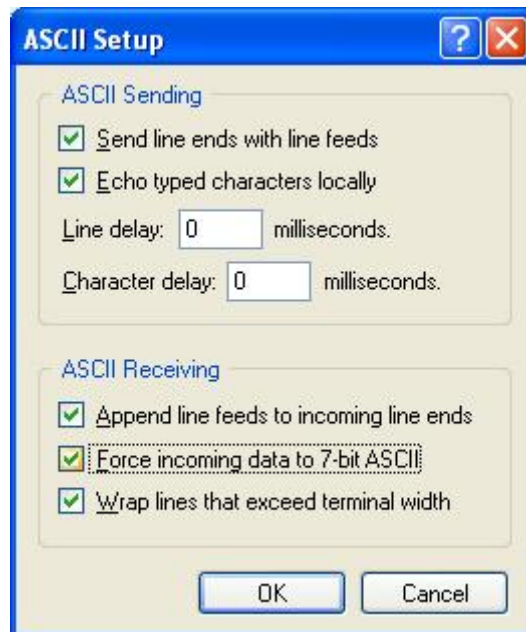 ASCII Setup
ASCII Sending
Send line ends with line feeds
Echo typed characters locally
Line delay: 0 milliseconds.
Character delay: 0 milliseconds.
ASCII Receiving
Append line feeds to incoming line ends
Force incoming data to 7-bit ASCII
Wrap lines that exceed terminal width
OK Cancel